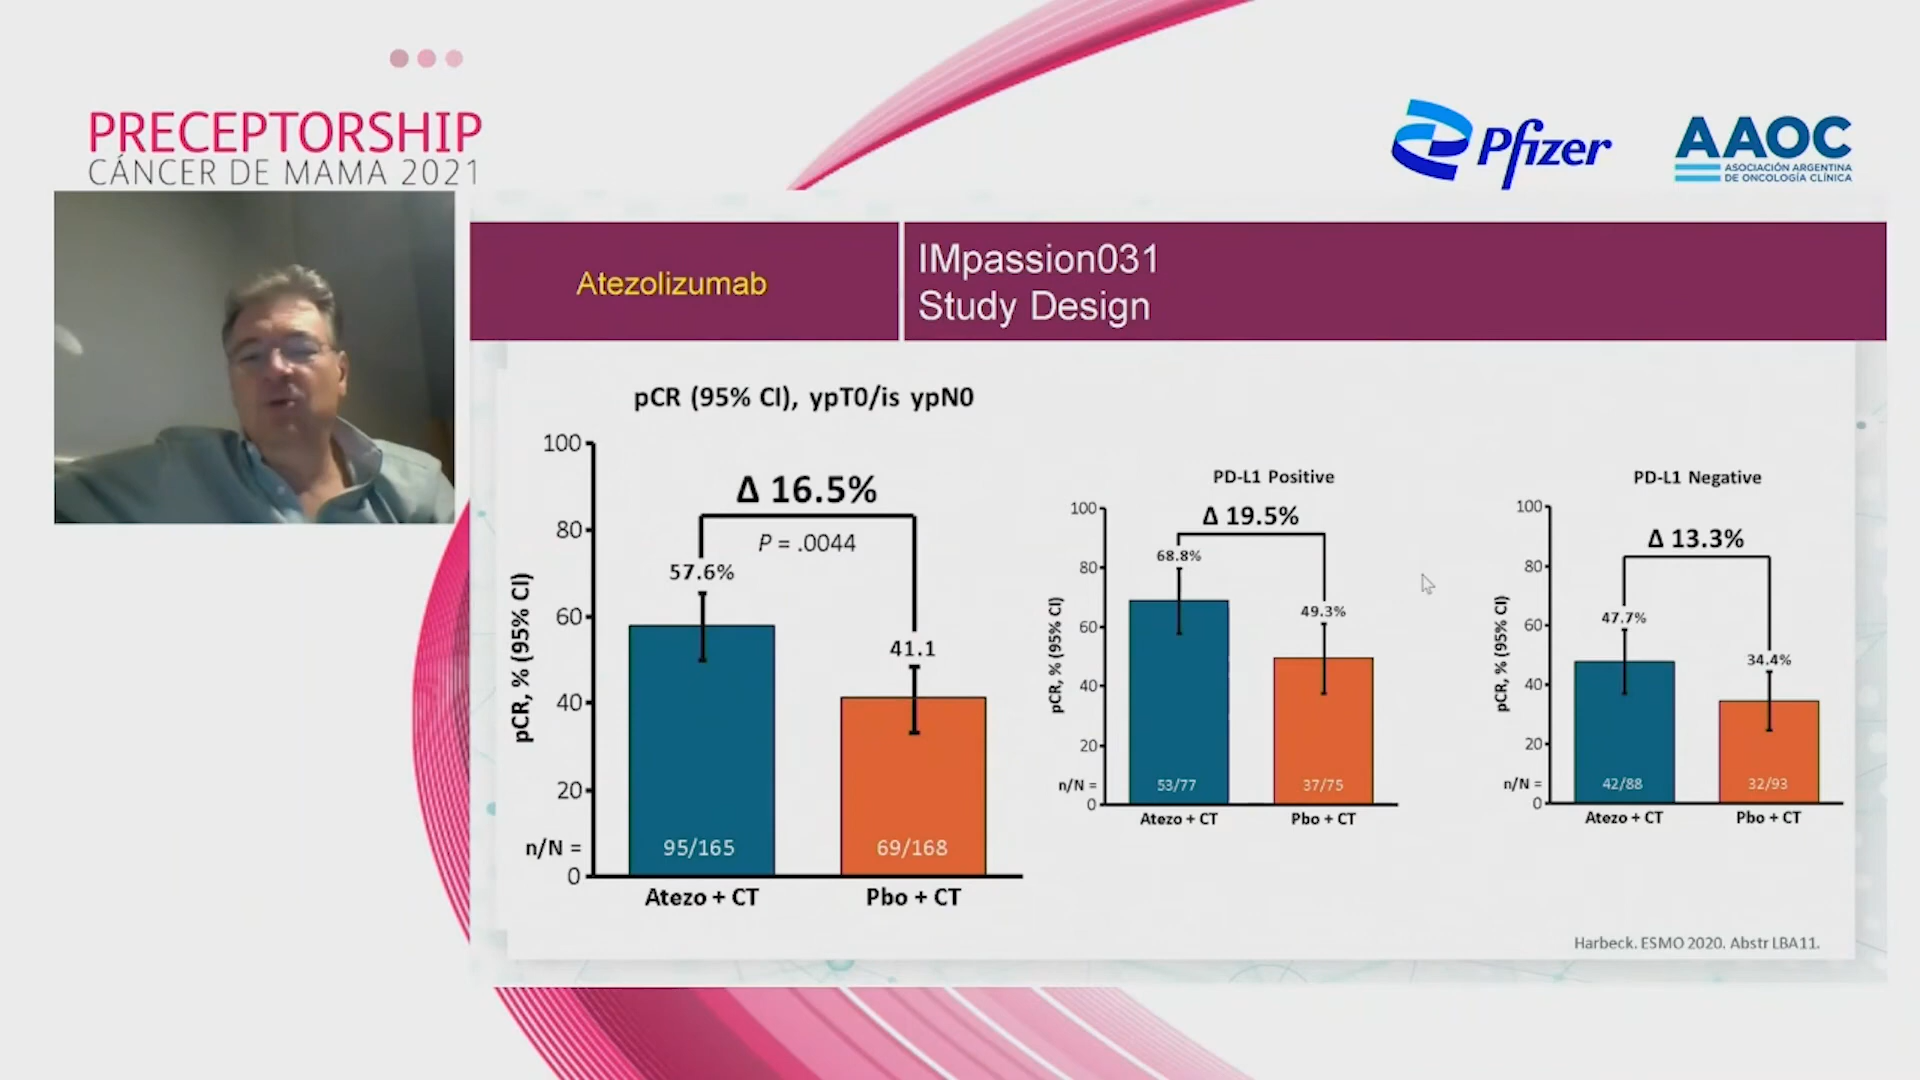 PRECEPTORSHIP
CÁNCER DE MAMA 2021
Pfizer
AAOC
ASOCIACIÓN ARGENTINA
DE ONCOLOGÍA CLÍNICA
Atezolizumab
IMpassion031
Study Design
pCR (95% CI), ypT0/is ypN0
pCR, % (95% CI)
100
80
60
40
20
0
Δ 16.5%
P = .0044
57.6%
41.1
n/N =
95/165
69/168
Atezo + CT
Pbo + CT
PD-L1 Positive
pCR, % (95% CI)
100
80
60
40
20
0
Δ 19.5%
68.8%
49.3%
n/N =
53/77
37/75
Atezo + CT
Pbo + CT
PD-L1 Negative
pCR, % (95% CI)
100
80
60
40
20
0
Δ 13.3%
47.7%
34.4%
n/N =
42/88
32/93
Atezo + CT
Pbo + CT
Harbeck. ESMO 2020. Abstr LBA11.